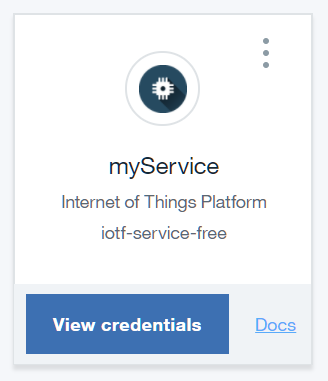 myService
Internet of Things Platform
iotf-service-free
View credentials
Docs